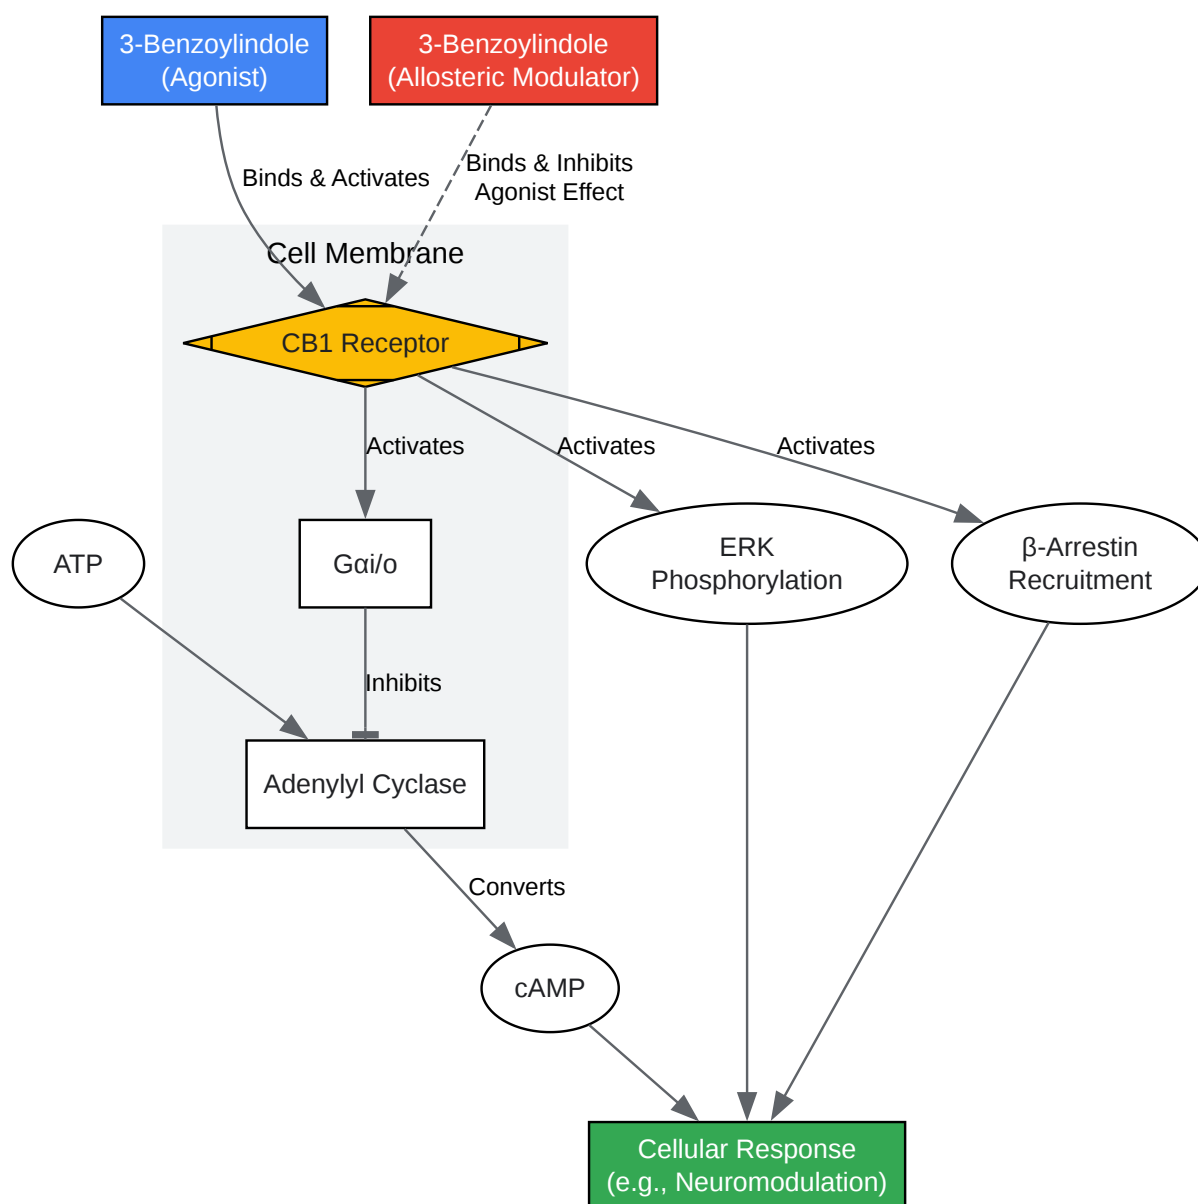 3-Benzoylindole
(Agonist)
3-Benzoylindole
(Allosteric Modulator)
Binds & Activates
Binds & Inhibits
Agonist Effect
Cell Membrane
CB1 Receptor
Activates
Activates
Activates
ATP
Gαi/o
ERK
Phosphorylation
β-Arrestin
Recruitment
Inhibits
Adenylyl Cyclase
Converts
cAMP
Cellular Response
(e.g., Neuromodulation)